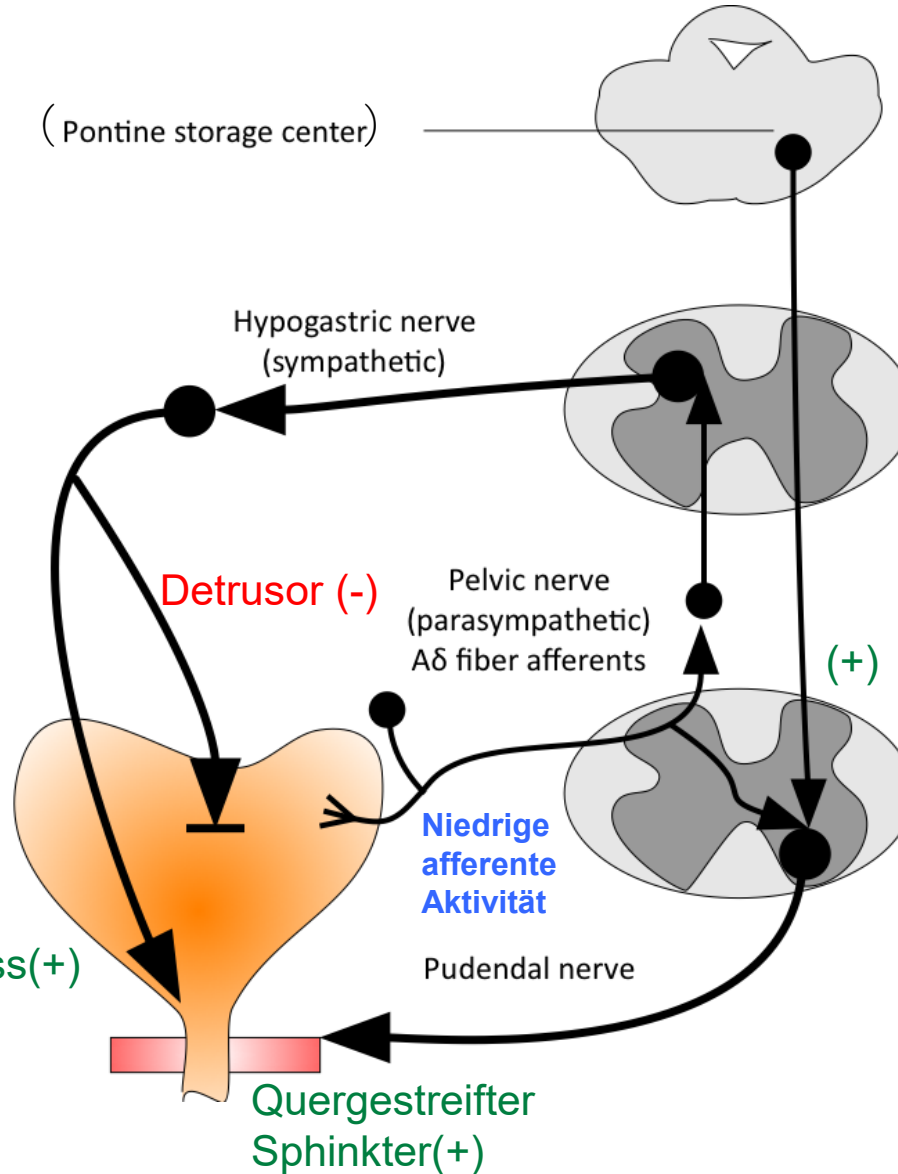 (Pontine storage center)
Hypogastric nerve
(sympathetic)
Detrusor (-)
Pelvic nerve
(parasympathetic)
Aδ fiber afferents
(+)
Niedrige
afferente
Aktivität
ss(+)
Pudendal nerve
Quergestreifter
Sphinkter(+)